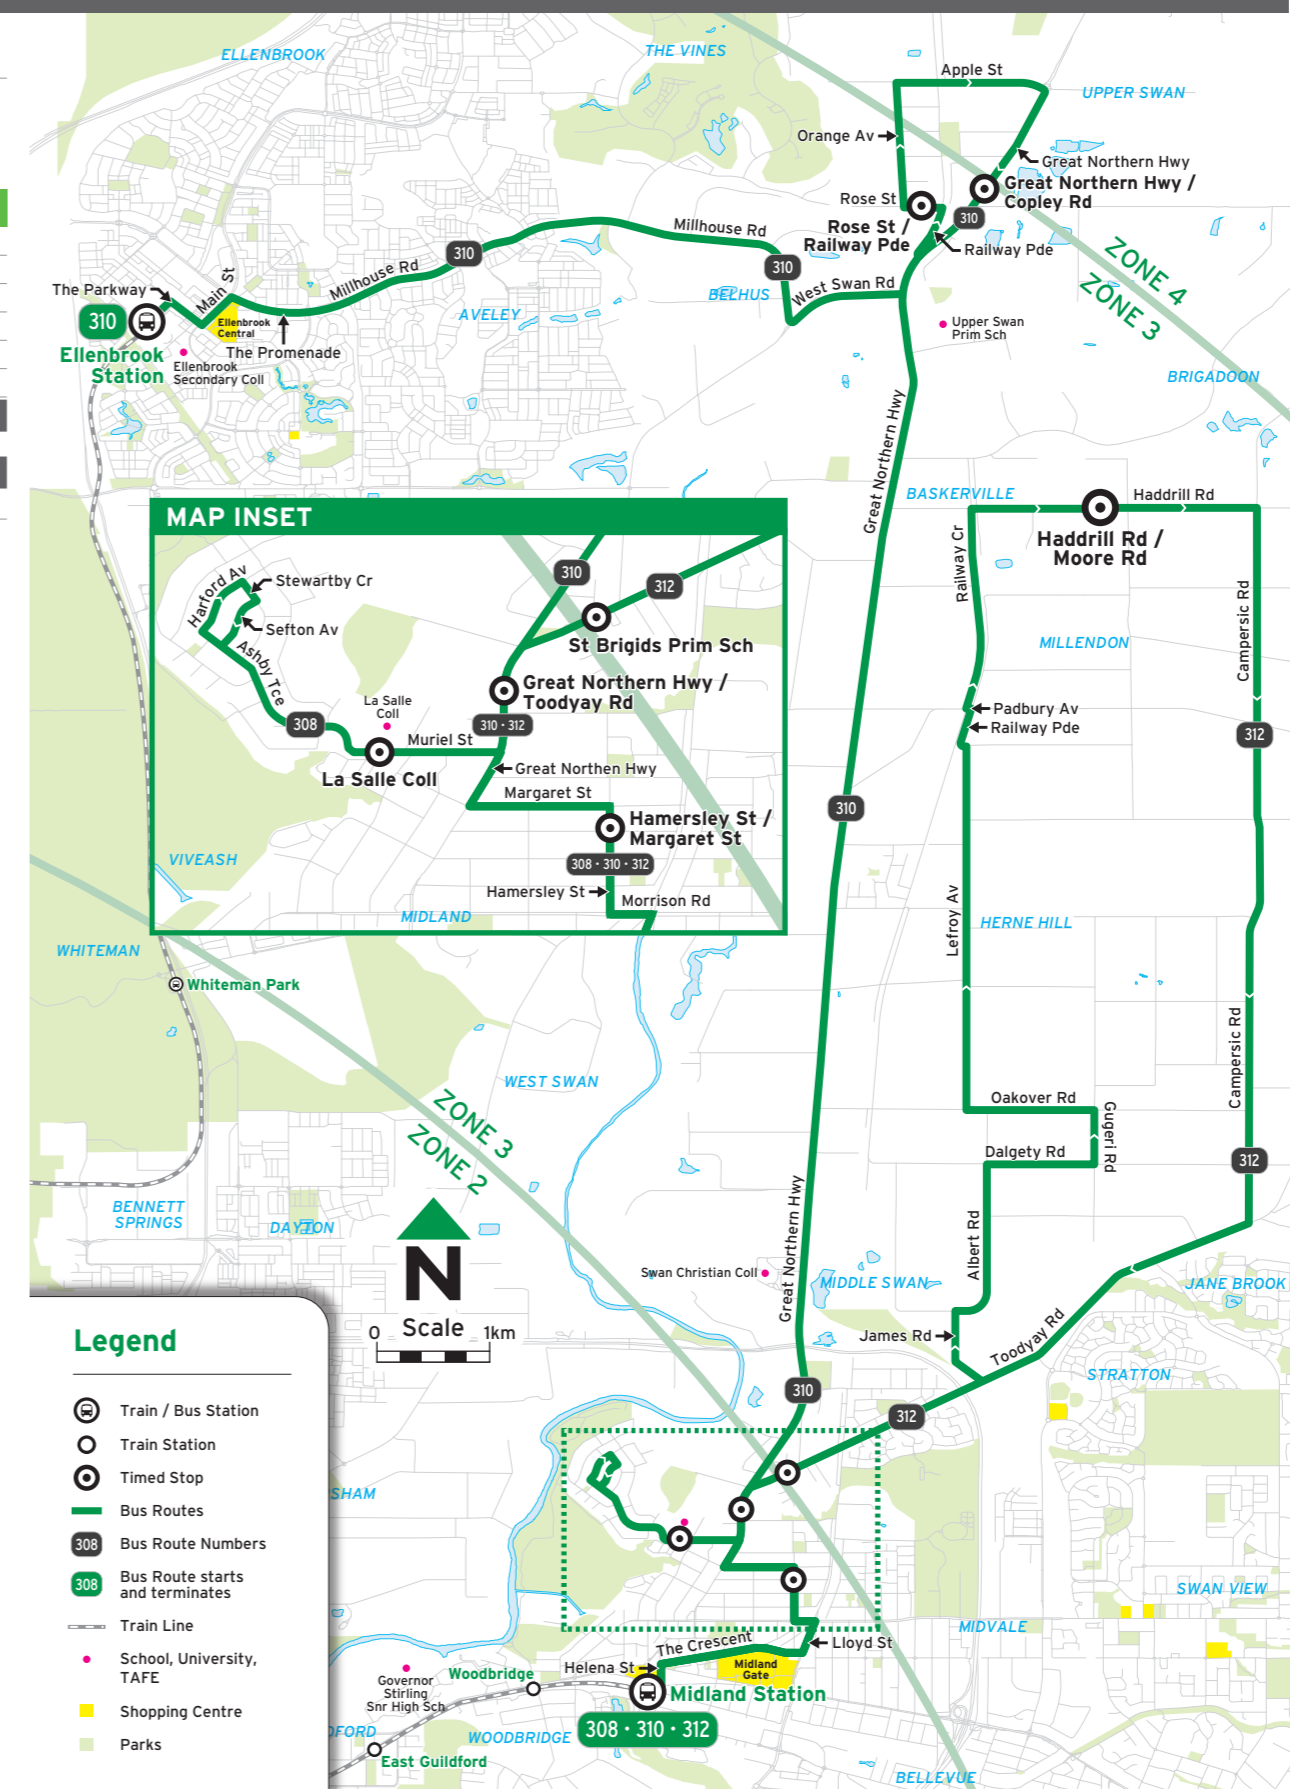 ELLENBROOK
THE VINES
Apple St
UPPER SWAN
Orange Av
Great Northern Hwy
Great Northern Hwy /
Copley Rd
Rose St
310
Rose St /
Railway Pde
Railway Pde
Millhouse Rd
310
Millhouse Rd
310
ZONE 4
ZONE 3
The Parkway
Main St
BELHUS
West Swan Rd
310
Ellenbrook
Central
AVELEY
Upper Swan
Prim Sch
The Promenade
Ellenbrook
Station
Ellenbrook
Secondary Coll
BRIGADOON
Great Northern Hwy
BASKERVILLE
Haddrill Rd
Haddrill Rd /
Moore Rd
Railway Cr
MILLENDON
Campersic Rd
Padbury Av
Railway Pde
312
310
Lefroy Av
HERNE HILL
MAP INSET
Harford Av
Stewartby Cr
Sefton Av
Ashby Tce
310
312
St Brigids Prim Sch
Great Northern Hwy /
Toodyay Rd
La Salle
Coll
308
310 · 312
Muriel St
La Salle Coll
Great Northen Hwy
Margaret St
Hamersley St /
Margaret St
308 · 310 · 312
VIVEASH
Hamersley St
Morrison Rd
MIDLAND
WHITEMAN
Whiteman Park
WEST SWAN
ZONE 3
ZONE 2
Campersic Rd
Oakover Rd
Gugeri Rd
Dalgety Rd
312
BENNETT
SPRINGS
DAYTON
Great Northern Hwy
Albert Rd
Swan Christian Coll
MIDDLE SWAN
JANE BROOK
N
0 Scale 1km
James Rd
Toodyay Rd
STRATTON
310
312
Legend
Train / Bus Station
Train Station
Timed Stop
Bus Routes
308
Bus Route Numbers
308
Bus Route starts
and terminates
Train Line
School, University,
TAFE
Shopping Centre
Parks
SHAM
SWAN VIEW
MIDVALE
Lloyd St
The Crescent
Midland
Gate
Helena St
Woodbridge
Governor
Stirling
Snr High Sch
Midland Station
308 · 310 · 312
DFORD
WOODBRIDGE
East Guildford
BELLEVUE